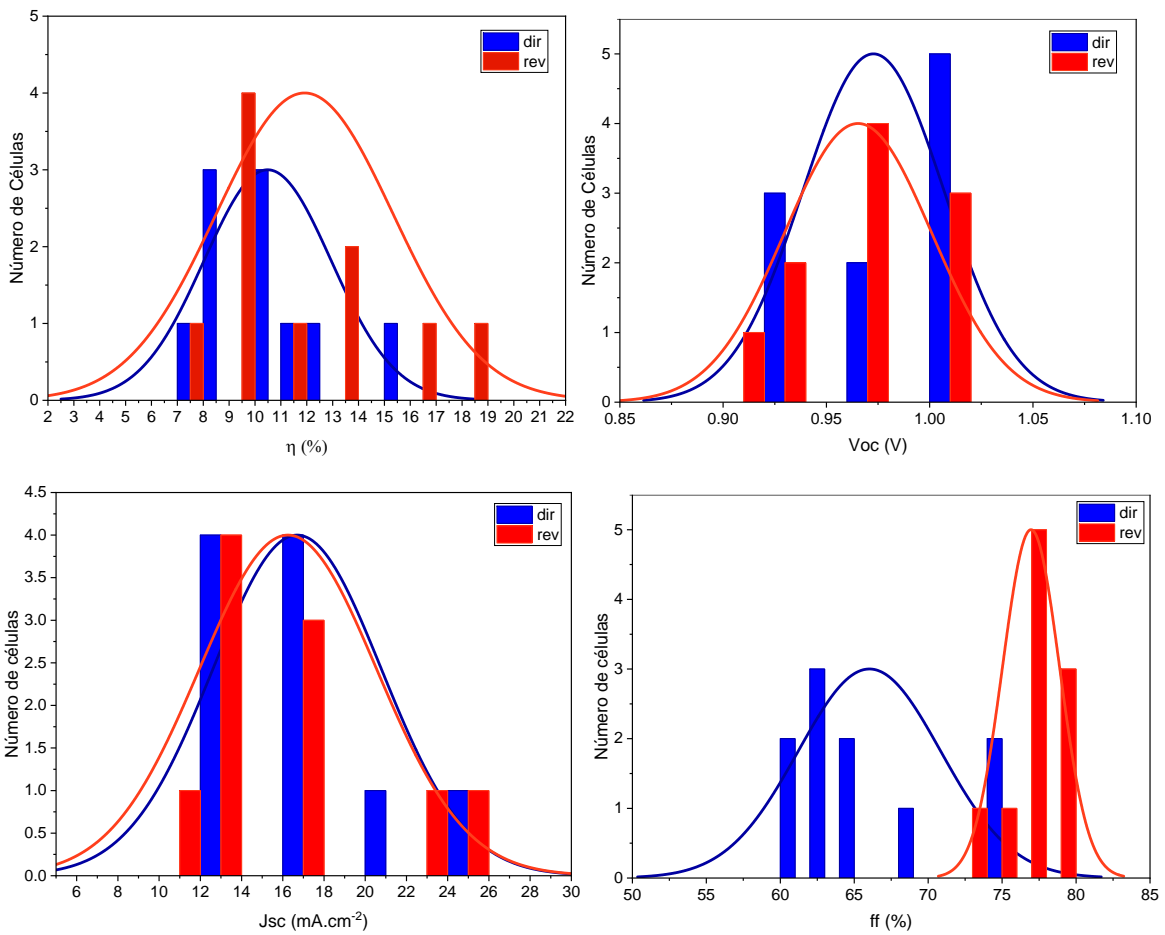 5
4
3
2
1
0
Número de Células
dir
rev
2 3 4 5 6 7 8 9 10 11 12 13 14 15 16 17 18 19 20 21 22
η (%)
5
4
3
2
1
0
Número de Células
dir
rev
0.85 0.90 0.95 1.00 1.05 1.10
Voc (V)
4.5
4.0
3.5
3.0
2.5
2.0
1.5
1.0
0.5
0.0
Número de células
dir
rev
6 8 10 12 14 16 18 20 22 24 26 28 30
Jsc (mA.cm-2)
5
4
3
2
1
0
Número de células
dir
rev
50 55 60 65 70 75 80 85
ff (%)